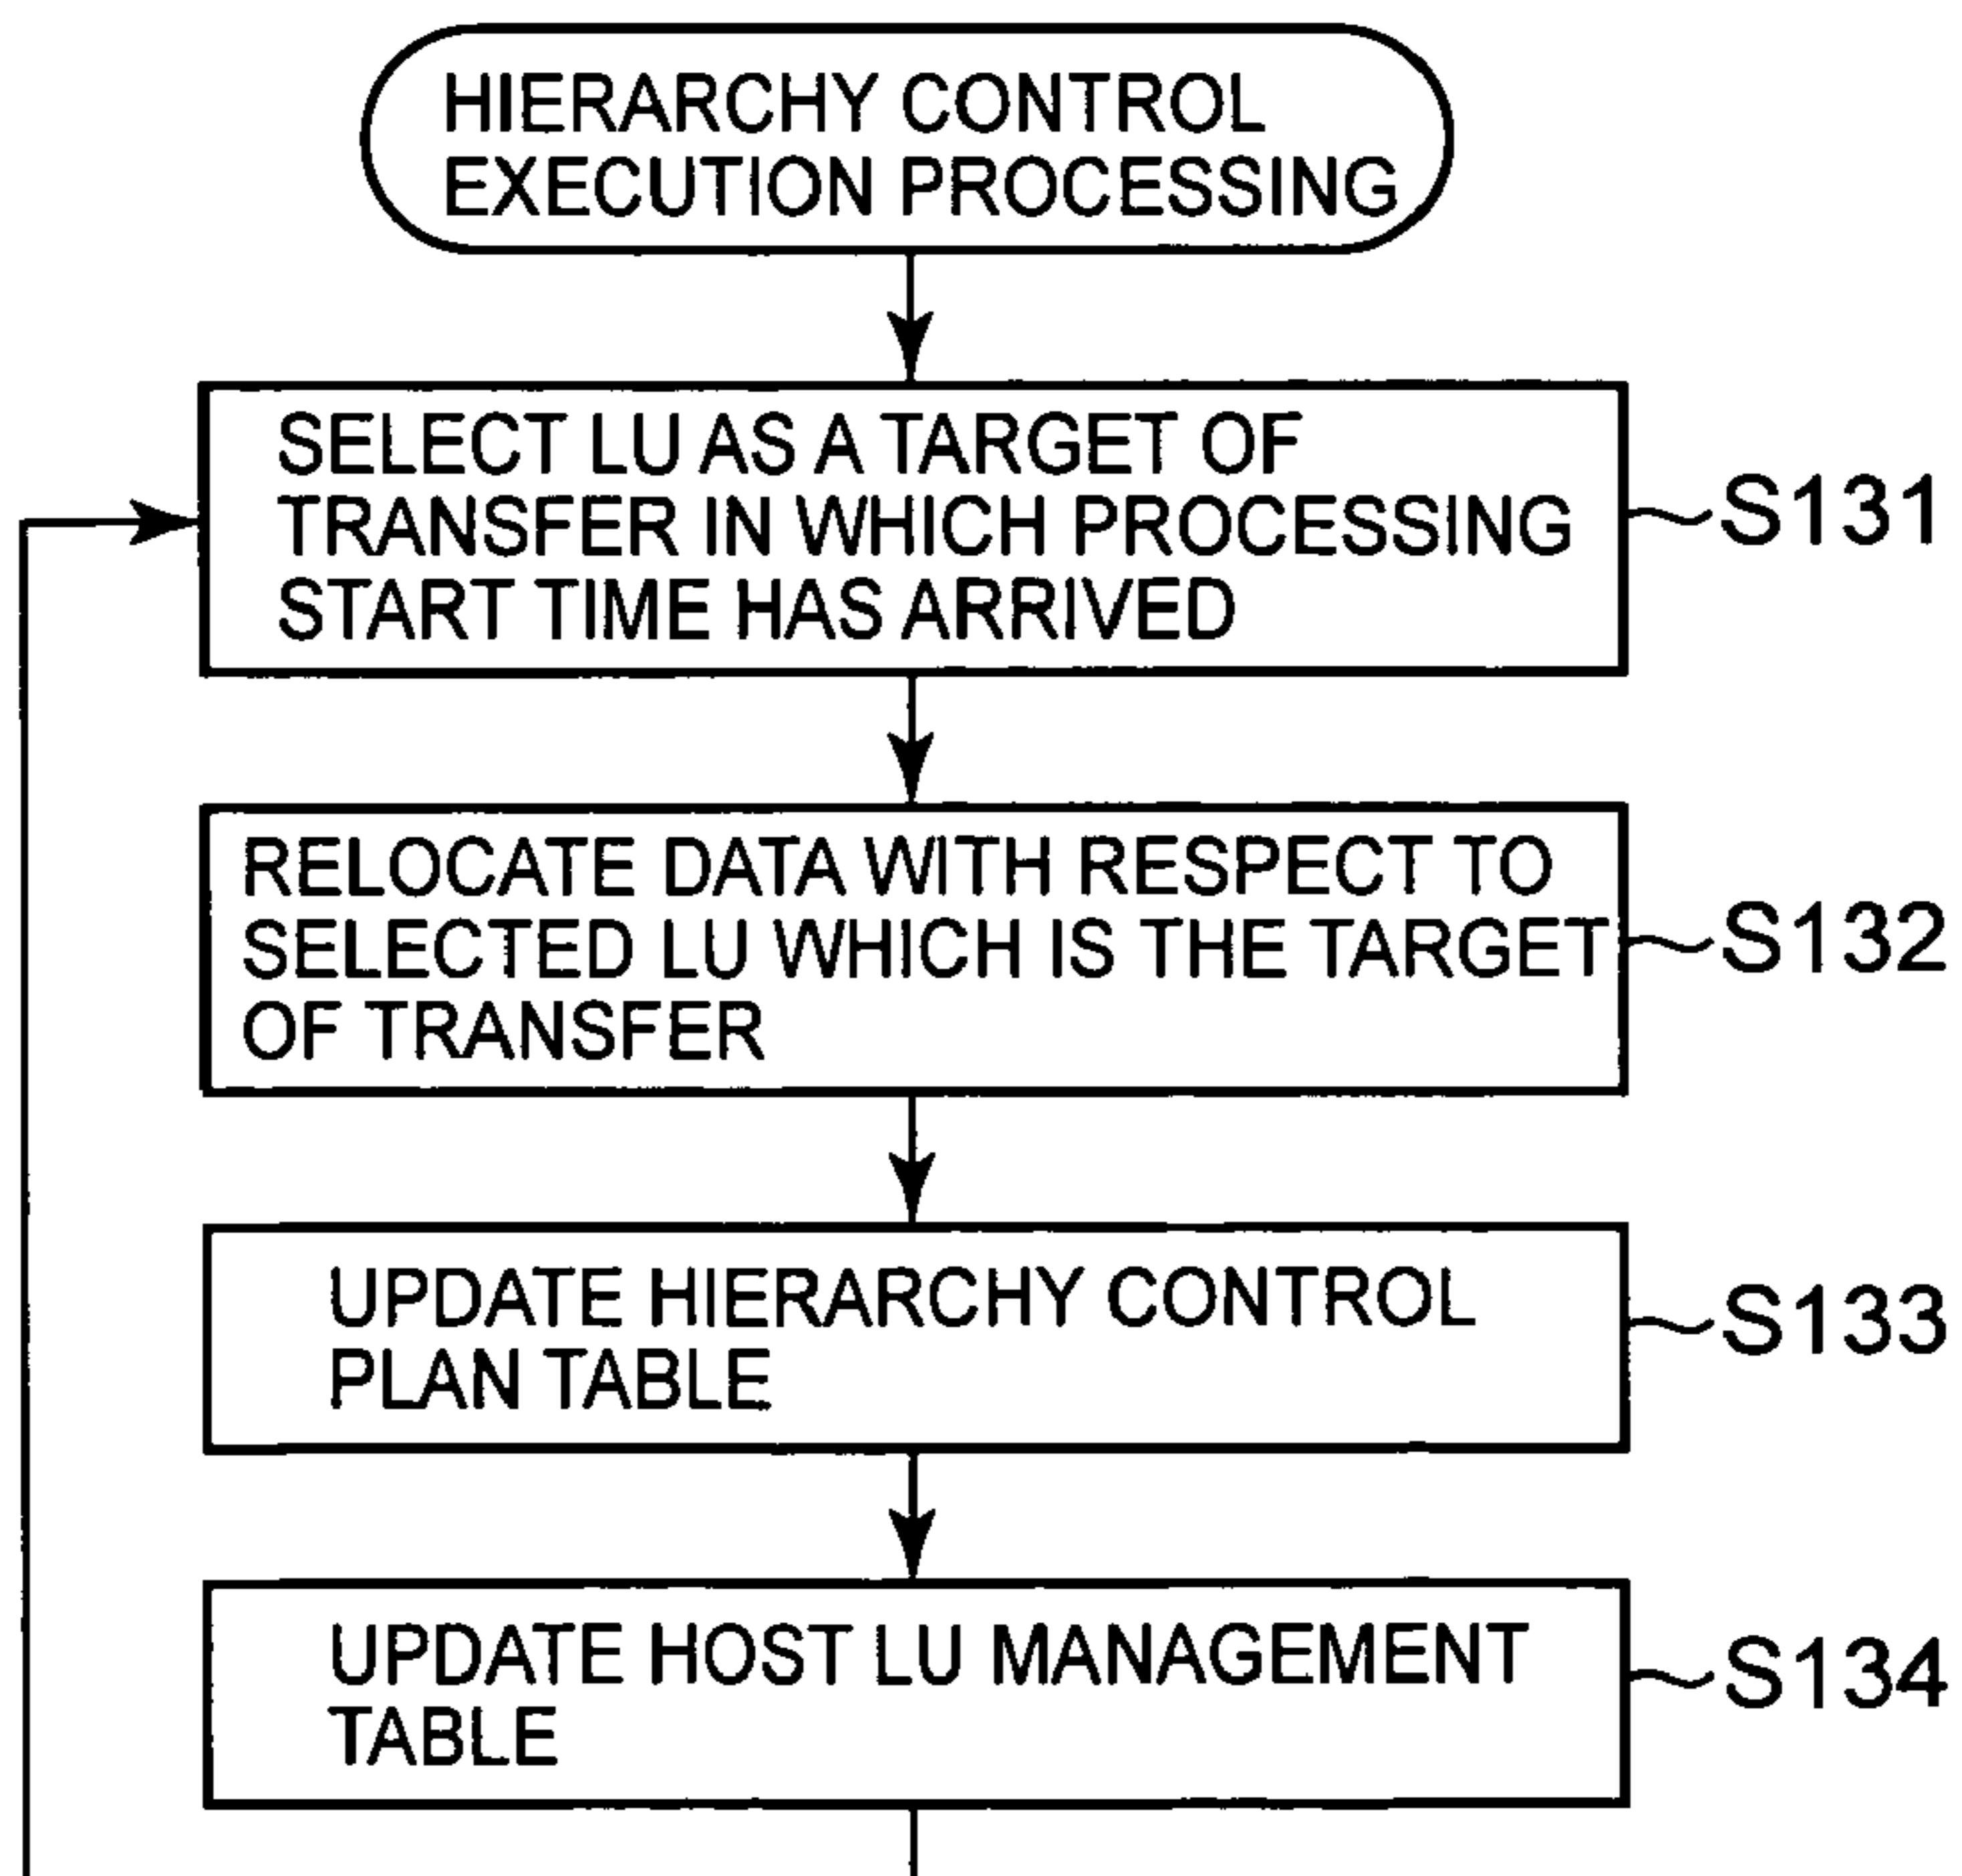 HIERARCHY CONTROL
EXECUTION PROCESSING
SELECT LU AS A TARGET OF
TRANSFER IN WHICH PROCESSING
START TIME HAS ARRIVED
S131
RELOCATE DATA WITH RESPECT TO
SELECTED LU WHICH IS THE TARGET
OF TRANSFER
S132
UPDATE HIERARCHY CONTROL
PLAN TABLE
S133
UPDATE HOST LU MANAGEMENT
TABLE
S134